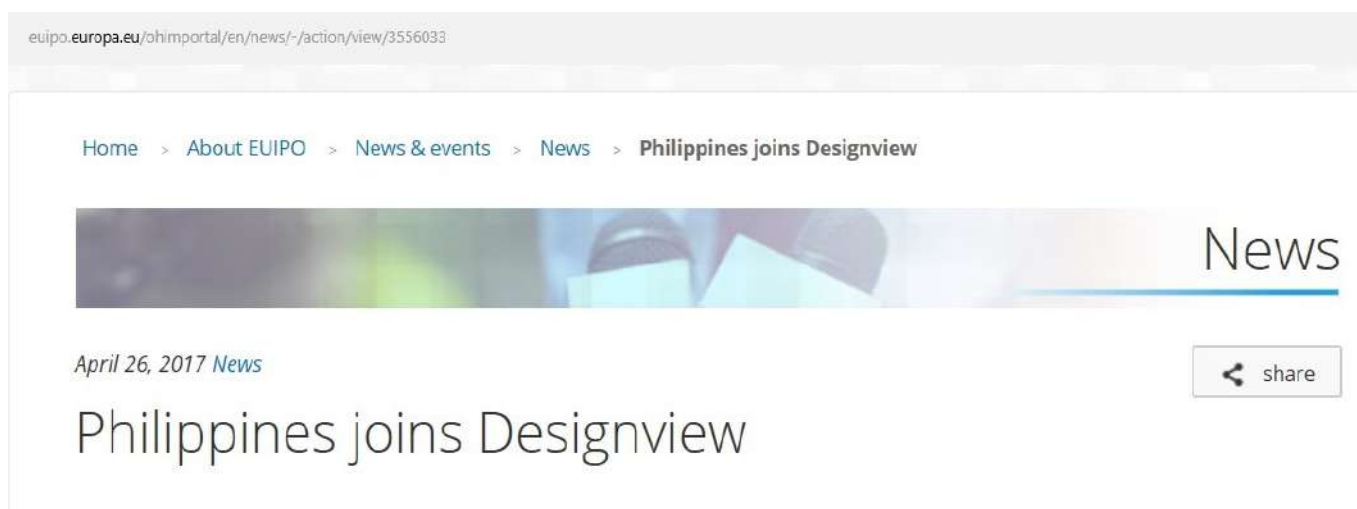 euipo.europa.eu/ohimportal/en/news/-/action/view/3556033
Home > About EUIPO > News & events > News > Philippines joins Designview
News
April 26, 2017 News
share
Philippines joins Designview